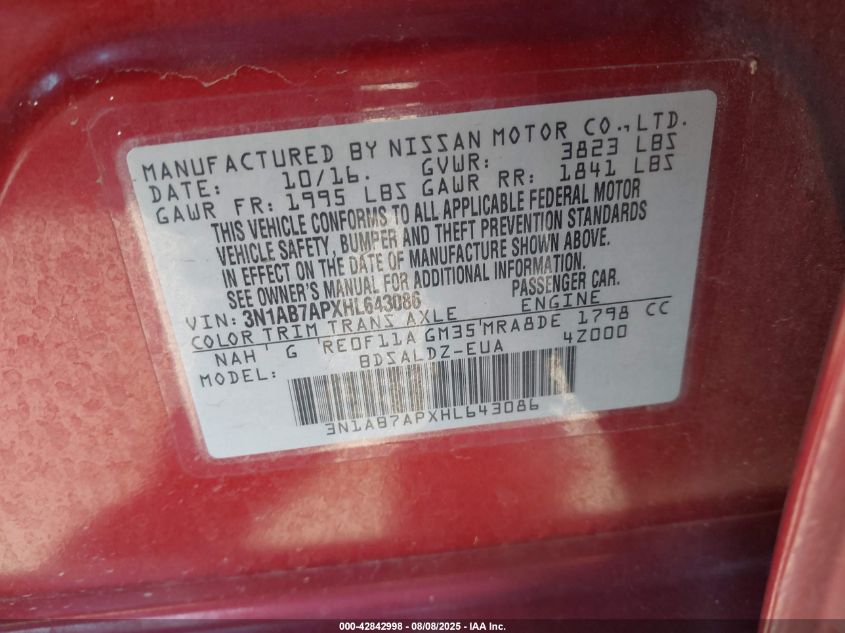 MANUFACTURED BY NISSAN MOTOR CO.,LTD.
DATE: 10/16. GVWR: 3823 LBS
GAWR FR: 1995 LBS GAWR RR: 1841 LBS
THIS VEHICLE CONFORMS TO ALL APPLICABLE FEDERAL MOTOR
VEHICLE SAFETY, BUMPER AND THEFT PREVENTION STANDARDS
IN EFFECT ON THE DATE OF MANUFACTURE SHOWN ABOVE.
SEE OWNER'S MANUAL FOR ADDITIONAL INFORMATION.
VIN: 3N1AB7APXHL643086 PASSENGER CAR.
COLOR TRIM TRANS AXLE ENGINE
NAH G RE0F11A GM35 MRA8DE 1798 CC
MODEL: BDSALDZ-EUA 4Z000
3N1AB7APXHL643086
000-42842998 - 08/08/2025 - IAA Inc.